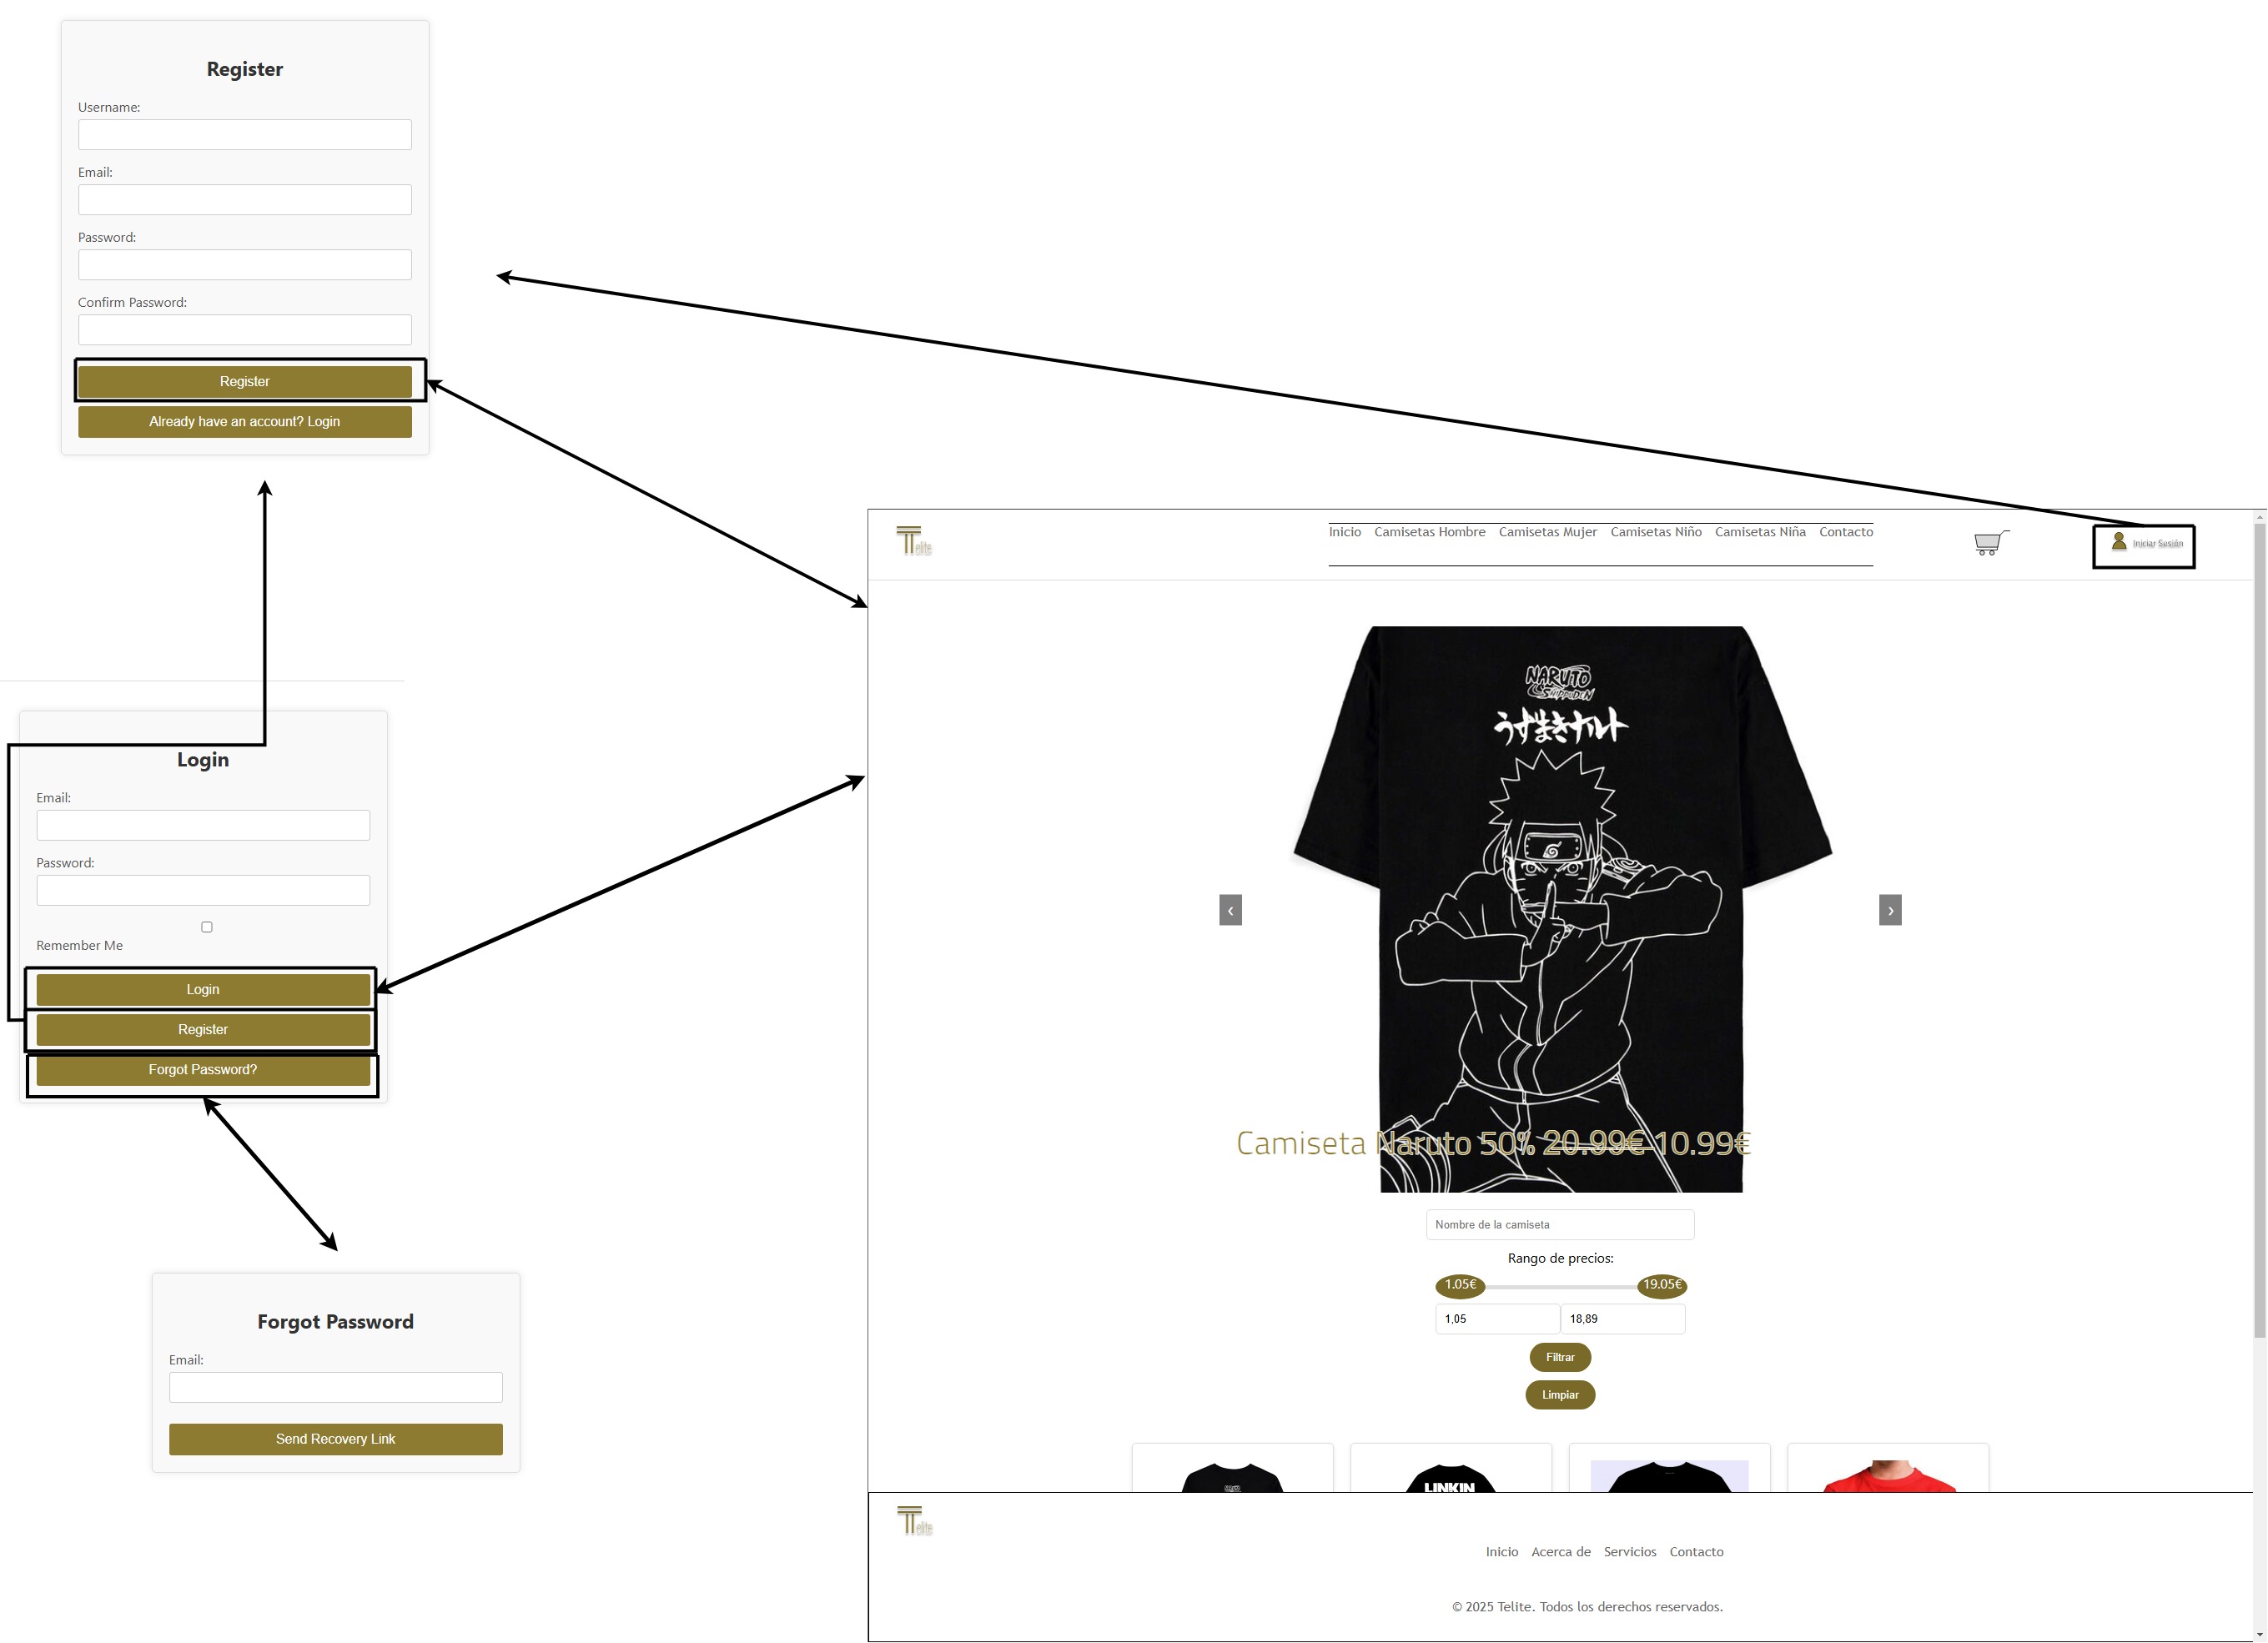 Register
Username:
Email:
Password:
Confirm Password:
Register
Already have an account? Login
Login
Email:
Password:
Remember Me
Login
Register
Forgot Password?
Forgot Password
Email:
Send Recovery Link
Telite
Inicio Camisetas Hombre Camisetas Mujer Camisetas Niño Camisetas Niña Contacto
Iniciar Sesión
NARUTO
SHIPPUDEN
うずまきナルト
‹
›
Camiseta Naruto 50% 20.99€ 10.99€
Nombre de la camiseta
Rango de precios:
1.05€ 19.05€
1,05 18,89
Filtrar
Limpiar
NARUTO
LINKIN
Telite
Inicio Acerca de Servicios Contacto
© 2025 Telite. Todos los derechos reservados.